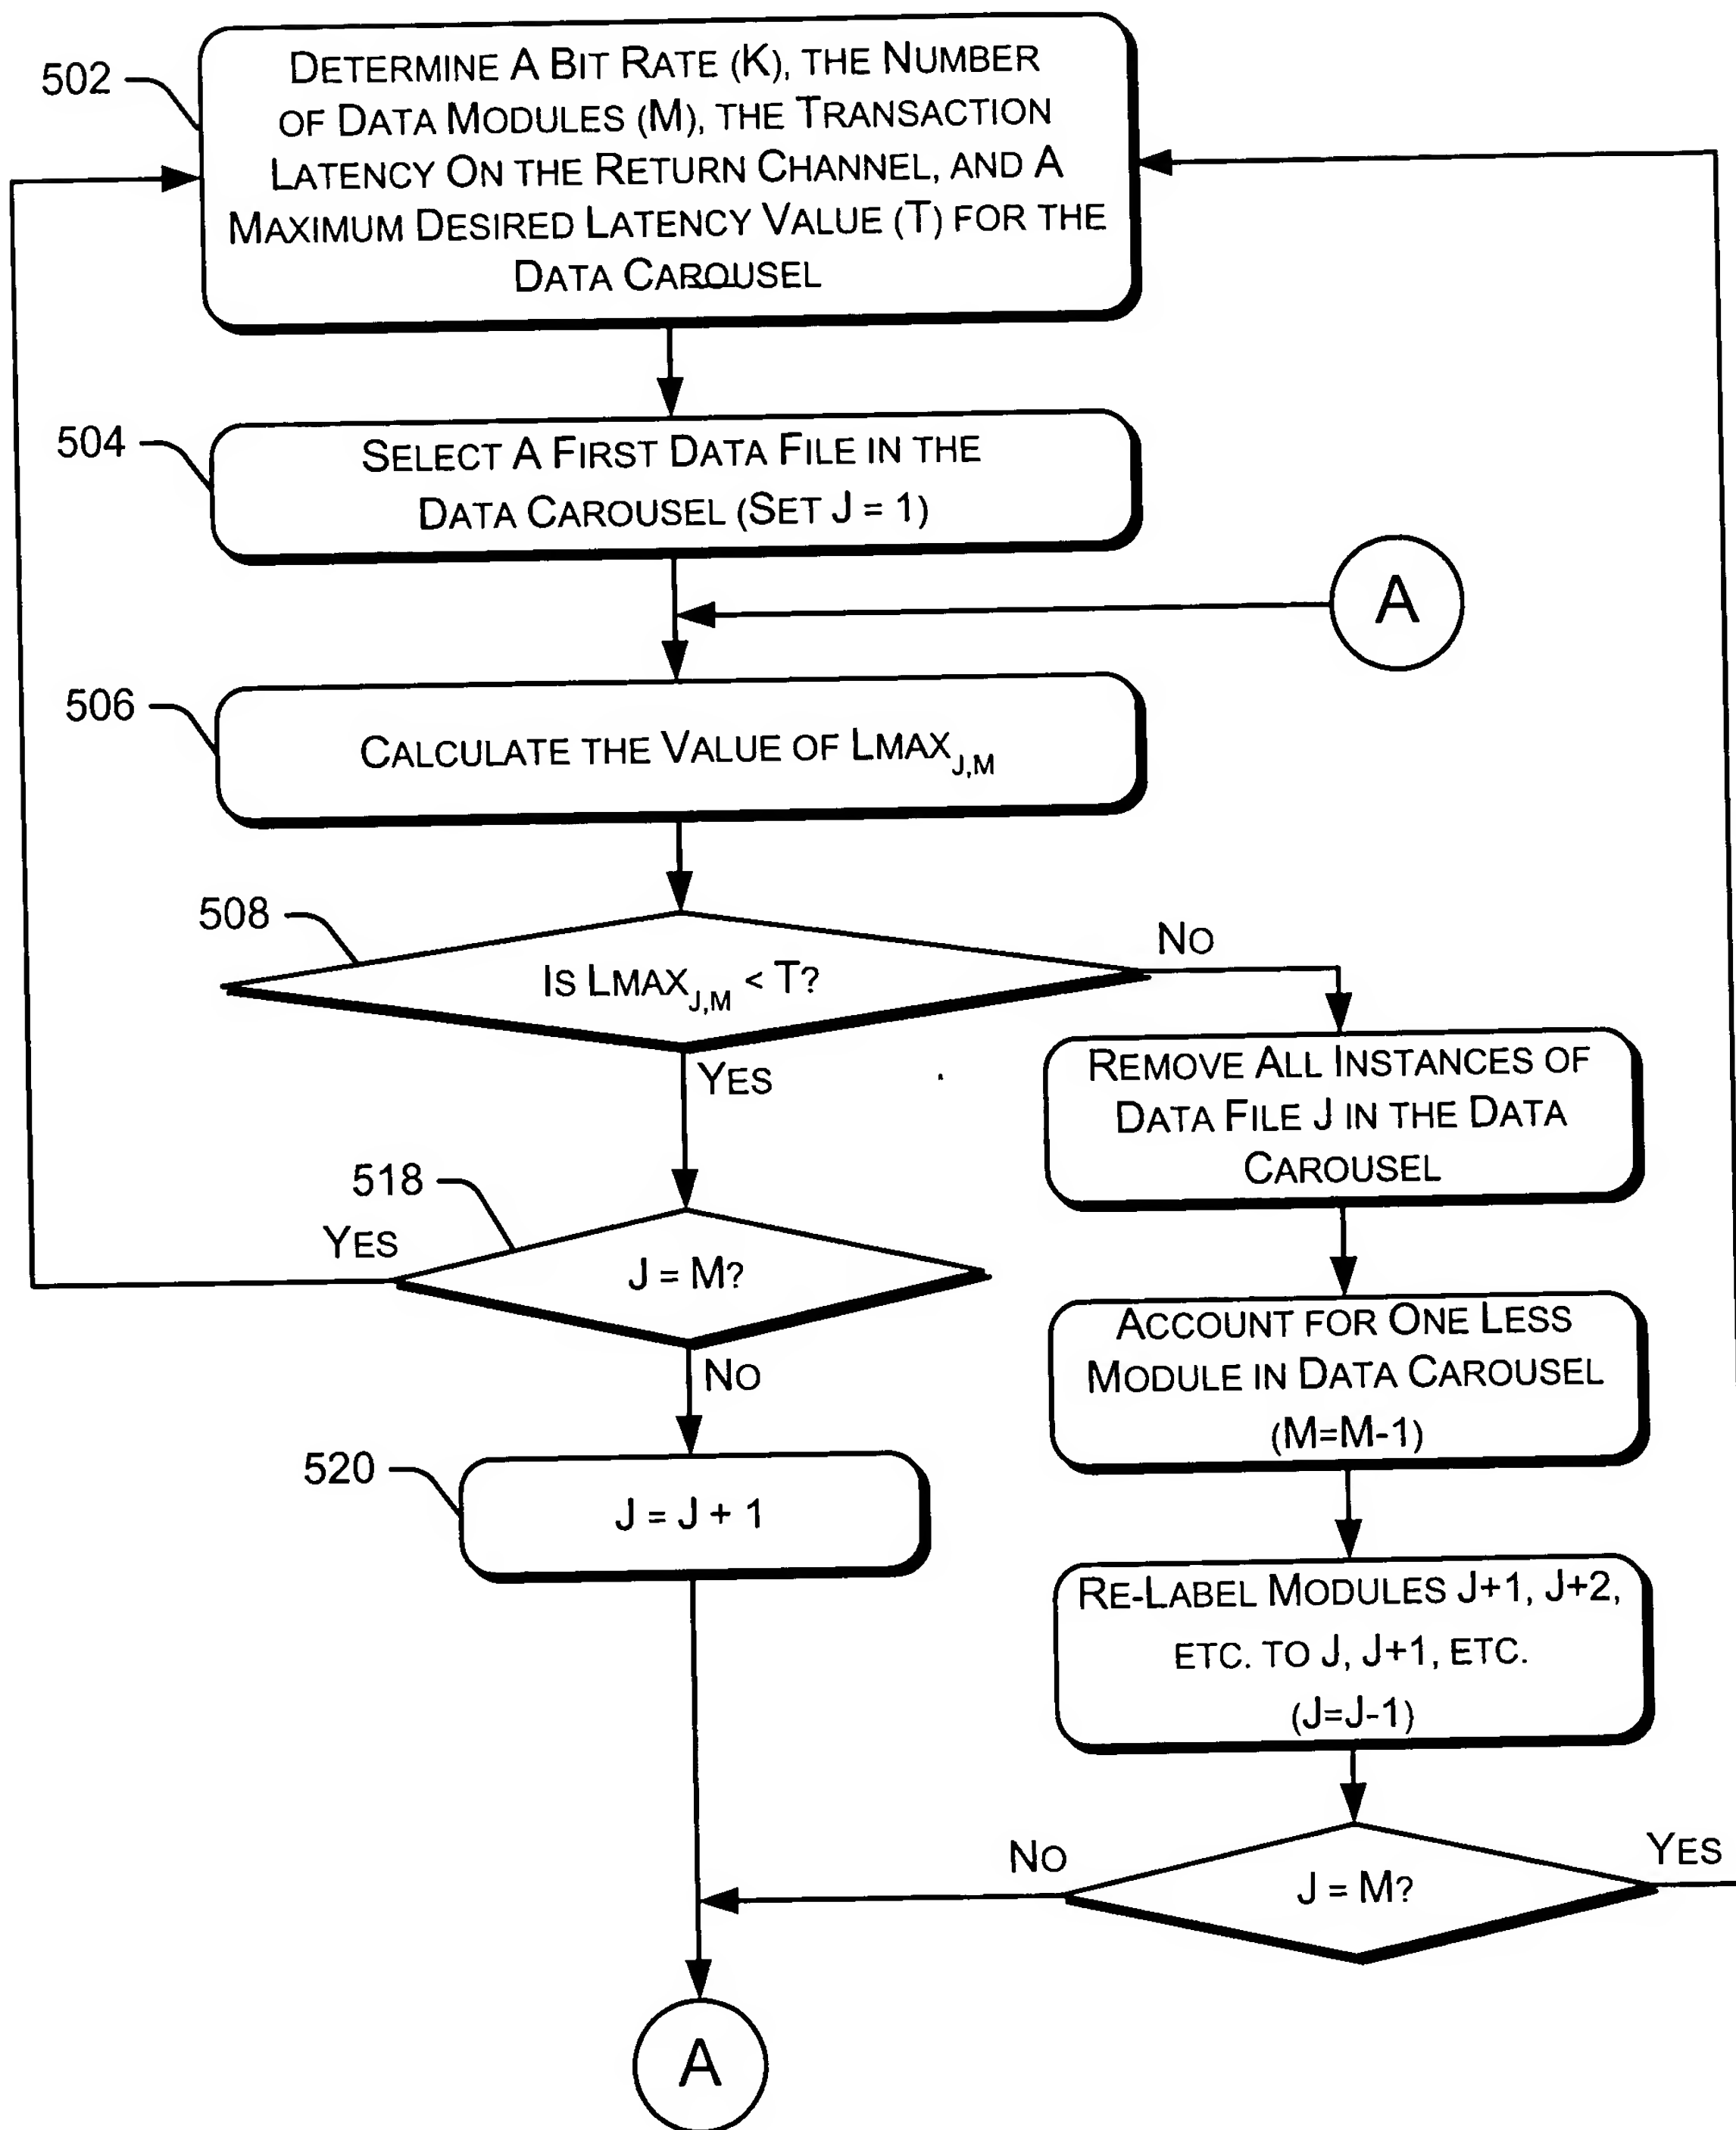 502
DETERMINE A BIT RATE (K), THE NUMBER
OF DATA MODULES (M), THE TRANSACTION
LATENCY ON THE RETURN CHANNEL, AND A
MAXIMUM DESIRED LATENCY VALUE (T) FOR THE
DATA CAROUSEL
504
SELECT A FIRST DATA FILE IN THE
DATA CAROUSEL (SET J = 1)
A
506
CALCULATE THE VALUE OF LMAX J,M
508
IS LMAX J,M < T?
NO
YES
REMOVE ALL INSTANCES OF
DATA FILE J IN THE DATA
CAROUSEL
518
YES
J = M?
NO
ACCOUNT FOR ONE LESS
MODULE IN DATA CAROUSEL
(M=M-1)
520
J = J + 1
RE-LABEL MODULES J+1, J+2,
ETC. TO J, J+1, ETC.
(J=J-1)
NO
J = M?
YES
A